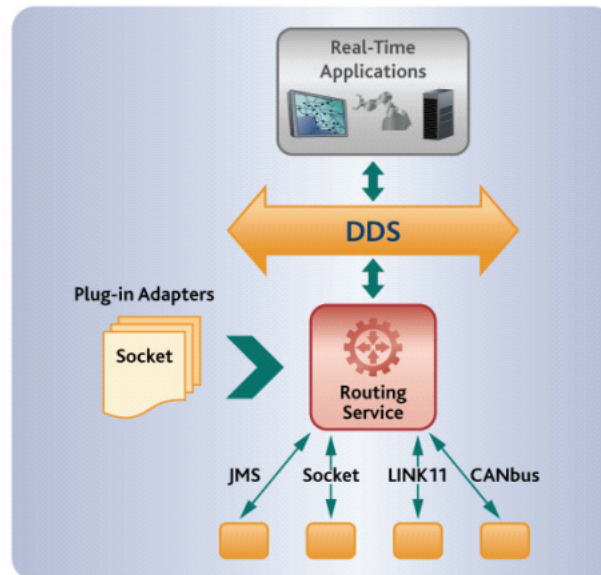 Real-Time
Applications
DDS
Plug-in Adapters
Socket
Routing
Service
JMS
Socket
LINK11
CANbus